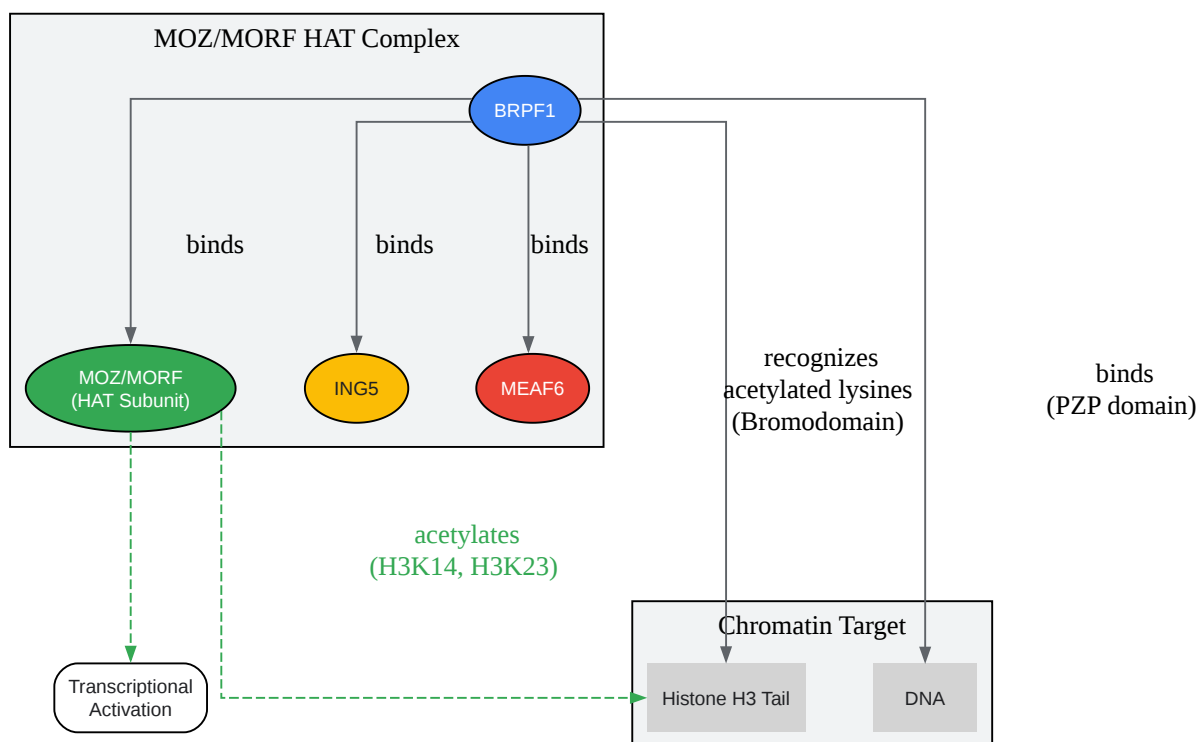 MOZ/MORF HAT Complex
BRPF1
binds
binds
binds
MOZ/MORF
(HAT Subunit)
ING5
MEAF6
recognizes
acetylated lysines
(Bromodomain)
binds
(PZP domain)
acetylates
(H3K14, H3K23)
Chromatin Target
Transcriptional
Activation
Histone H3 Tail
DNA